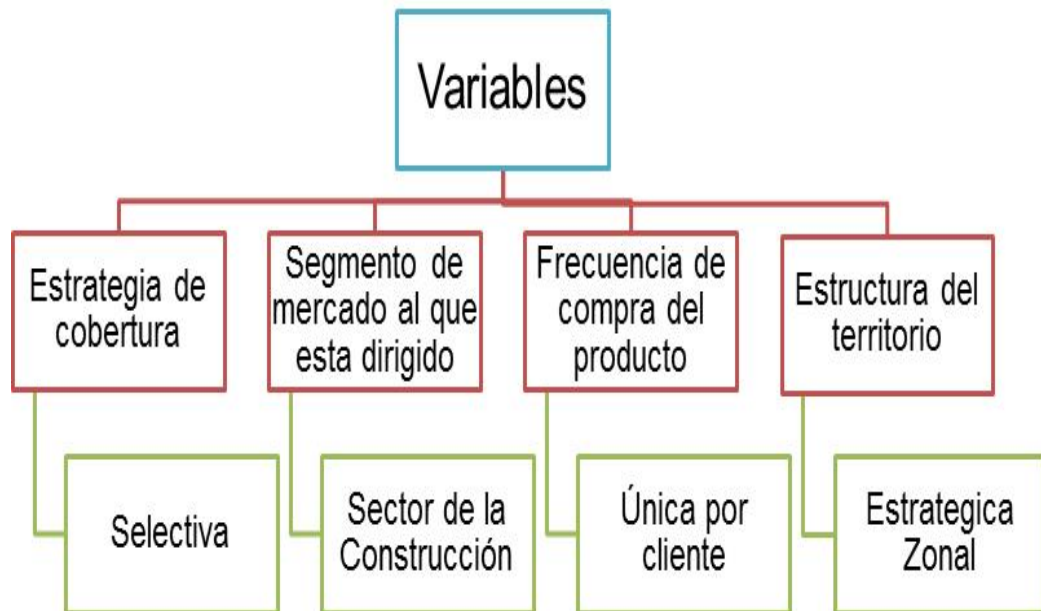 Variables
Estrategia de
cobertura
Segmento de
mercado al que
esta dirigido
Frecuencia de
compra del
producto
Estructura del
territorio
Selectiva
Sector de la
Construcción
Única por
cliente
Estrategica
Zonal